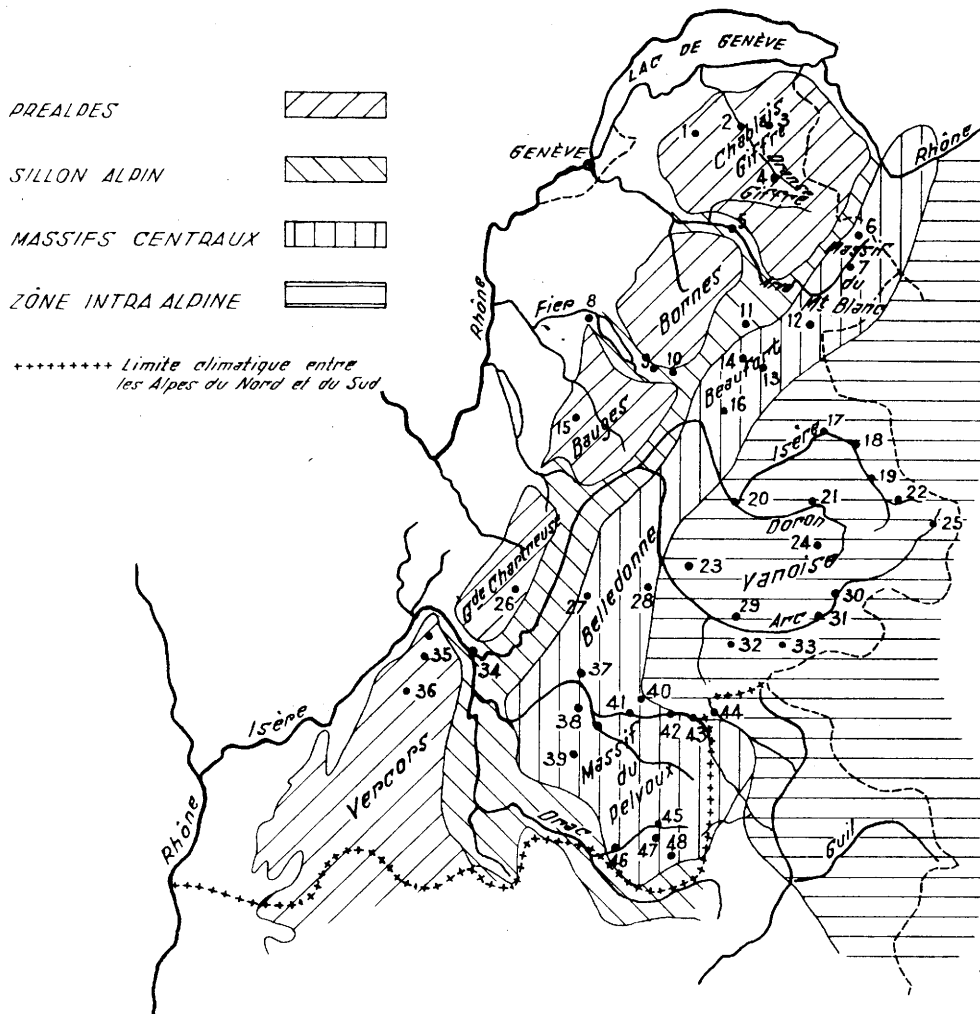 LAC DE GENÈVE
PRÉALPES
SILLON ALPIN
MASSIFS CENTRAUX
ZÔNE INTRA ALPINE
++++++++ Limite climatique entre
les Alpes du Nord et du Sud
GENÈVE
Rhône
1
2
3
Chablais
Giffre
4
Dranse
Giffre
5
6
Massif
7
du
Mt Blanc
Arve
Rhône
Fier
8
Bornes
9
10
11
12
Beaufort
14
13
16
15
Bauges
Isère
17
18
19
20
21
22
Doron
25
24
23
Vanoise
Gde Chartreuse
26
27
Belledonne
28
29
30
Arc
31
32
33
34
35
36
Isère
Vercors
Rhône
37
38
39
40
41
42
43
44
Massif
du
Pelvoux
Drac
45
46
47
48
Guil